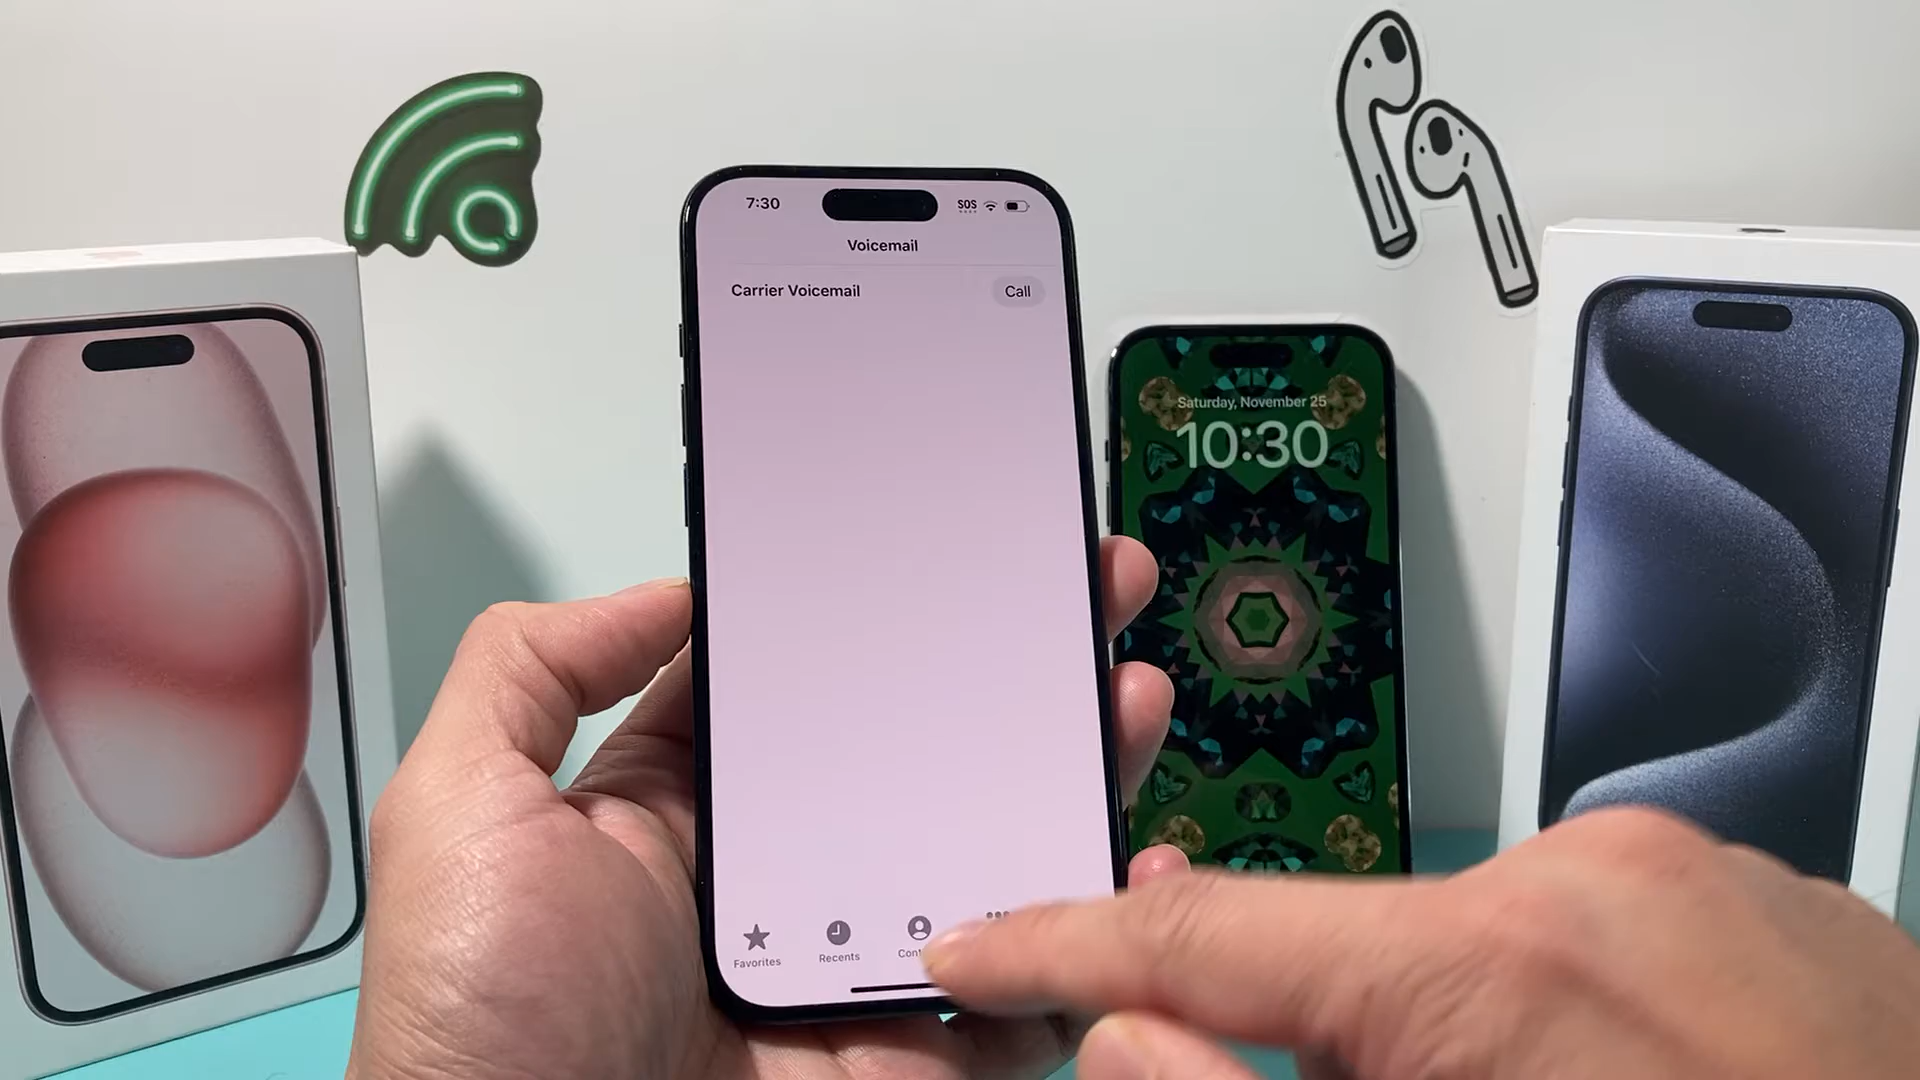 7:30
SOS
Voicemail
Carrier Voicemail
Call
Favorites
Recents
Saturday, November 25
10:30